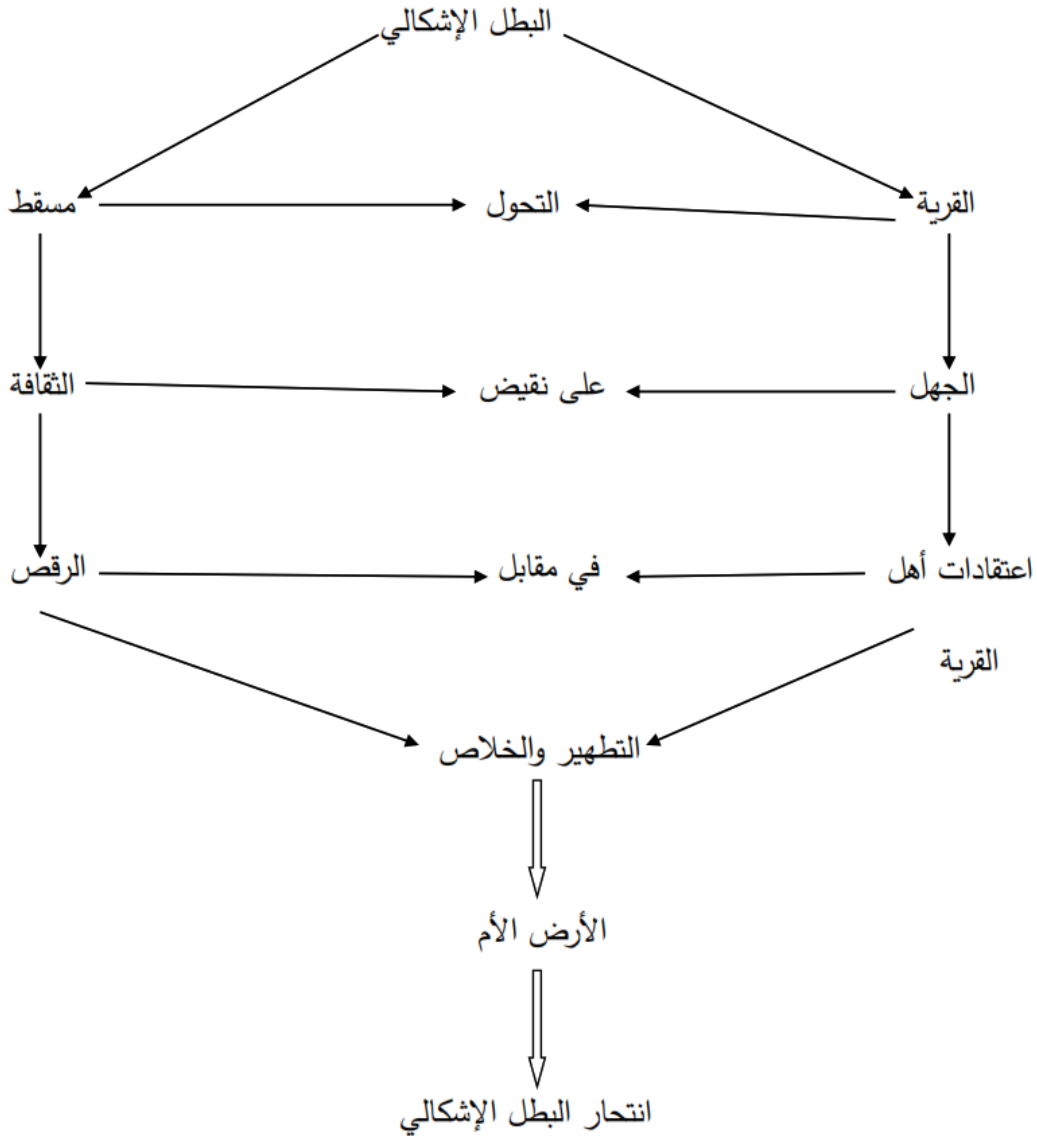 البطل الإشكالي
القرية
التحول
مسقط
الجهل
على نقيض
الثقافة
اعتقادات أهل
القرية
في مقابل
الرقص
التطهير والخلاص
الأرض الأم
انتحار البطل الإشكالي